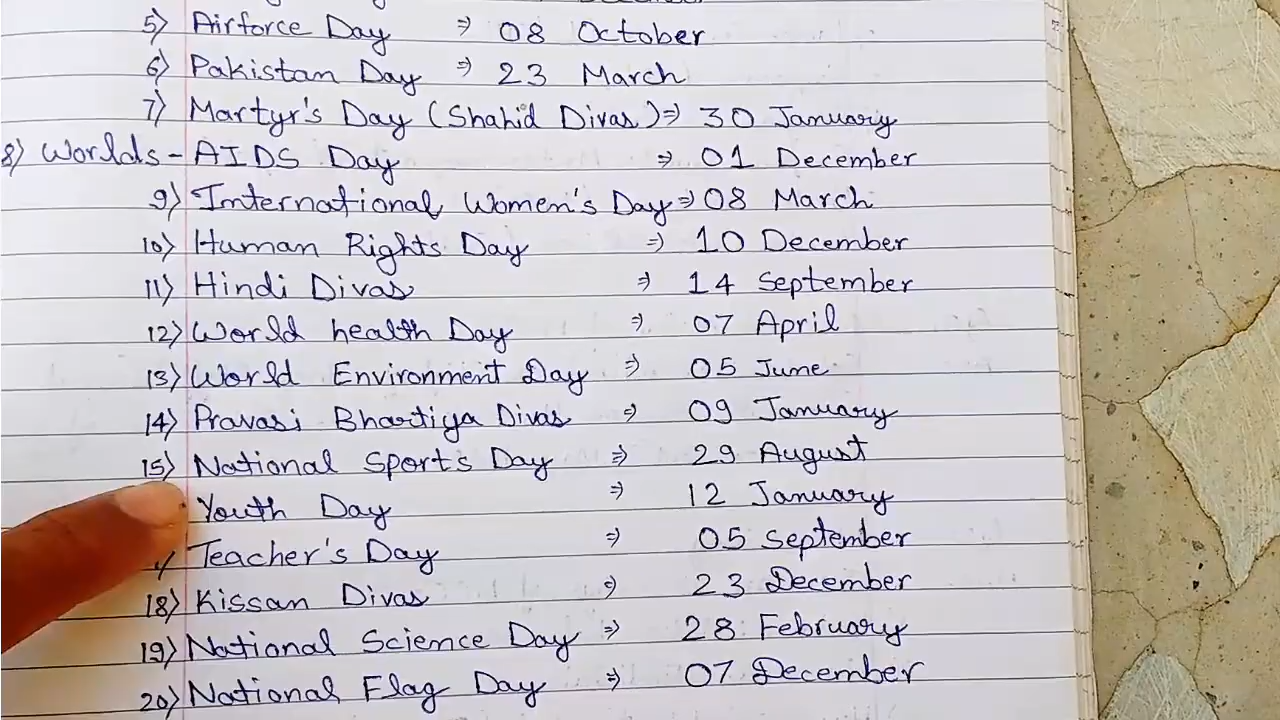 5) Airforce Day ⇒ 08 October
6) Pakistan Day ⇒ 23 March
7) Martyr's Day (Shahid Divas) ⇒ 30 January
8) Worlds - AIDS Day ⇒ 01 December
9) International Women's Day ⇒ 08 March
10) Human Rights Day ⇒ 10 December
11) Hindi Divas ⇒ 14 September
12) World health Day ⇒ 07 April
13) World Environment Day ⇒ 05 June
14) Pravasi Bhartiya Divas ⇒ 09 January
15) National Sports Day ⇒ 29 August
Youth Day ⇒ 12 January
Teacher's Day ⇒ 05 September
18) Kissan Divas ⇒ 23 December
19) National Science Day ⇒ 28 February
20) National Flag Day ⇒ 07 December